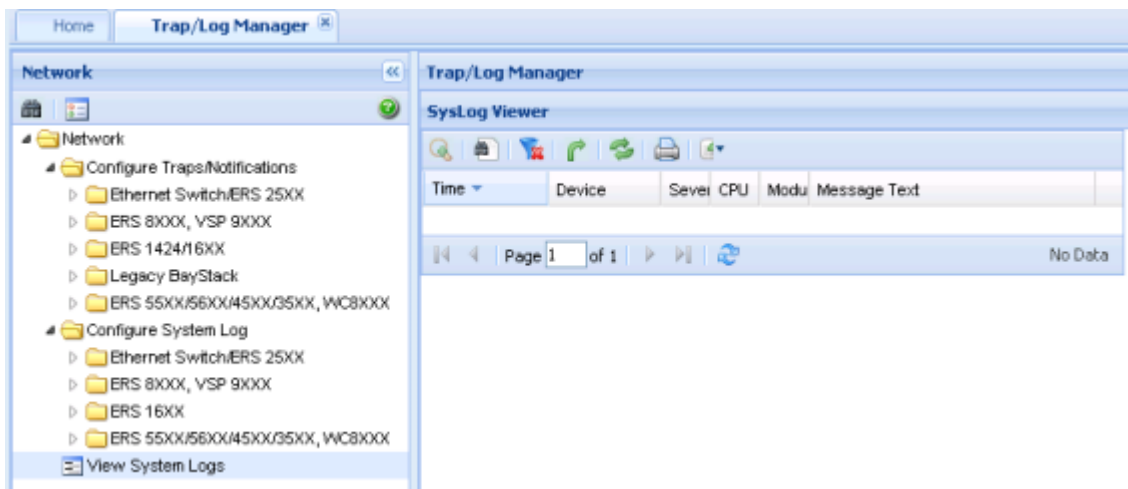 Home
Trap/Log Manager
Network
Network
Configure Traps/Notifications
Ethernet Switch/ERS 25XX
ERS 8XXX, VSP 9XXX
ERS 1424/16XX
Legacy BayStack
ERS 55XX/56XX/45XX/35XX, WC8XXX
Configure System Log
Ethernet Switch/ERS 25XX
ERS 8XXX, VSP 9XXX
ERS 16XX
ERS 55XX/56XX/45XX/35XX, WC8XXX
View System Logs
Trap/Log Manager
SysLog Viewer
Time Device Sever CPU Modu Message Text
Page 1 of 1 No Data